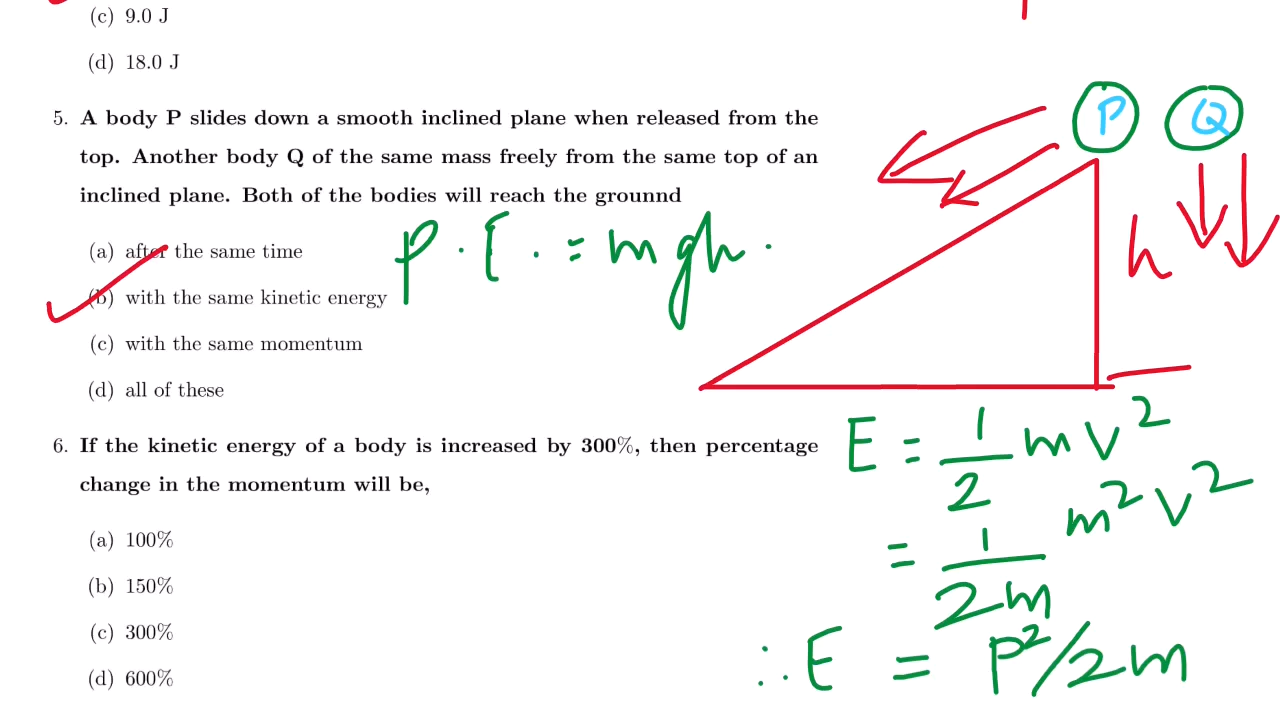 (c) 9.0 J
(d) 18.0 J
5. A body P slides down a smooth inclined plane when released from the
top. Another body Q of the same mass freely from the same top of an
inclined plane. Both of the bodies will reach the grounnd
(a) after the same time
(b) with the same kinetic energy
(c) with the same momentum
(d) all of these
P.E. = mgh.
P Q
h
6. If the kinetic energy of a body is increased by 300%, then percentage
change in the momentum will be,
(a) 100%
(b) 150%
(c) 300%
(d) 600%
E = 1/2 mv²
= 1/2m m²v²
∴ E = P²/2m